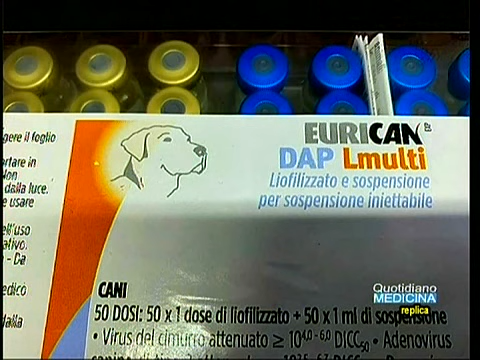 EURICAN®
DAP Lmulti
Liofilizzato e sospensione
per sospensione iniettabile
gere il foglio
ortare in
dalla luce.
e usare
ell'uso
ativo.
- Da
edico
dalla
CANI
50 DOSI: 50 x 1 dose di liofilizzato + 50 x 1 ml di sospensione
• Virus del cimurro attenuato ≥ 10^4,0 - 6,0 DICC50 • Adenovirus
Quotidiano
MEDICINA
replica